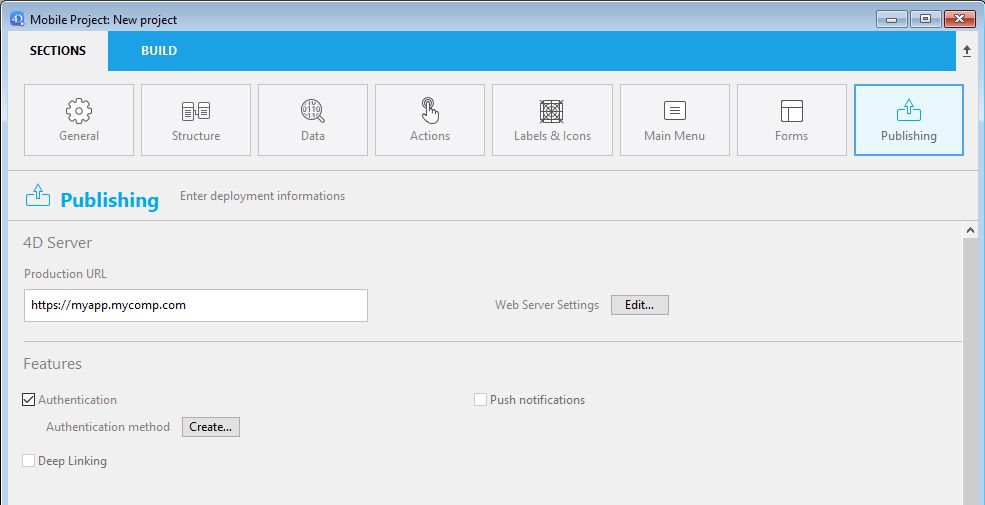 Mobile Project: New project
SECTIONS BUILD
General Structure Data Actions Labels & Icons Main Menu Forms Publishing
Publishing Enter deployment informations
4D Server
Production URL
https://myapp.mycomp.com Web Server Settings Edit...
Features
Authentication Push notifications
Authentication method Create...
Deep Linking